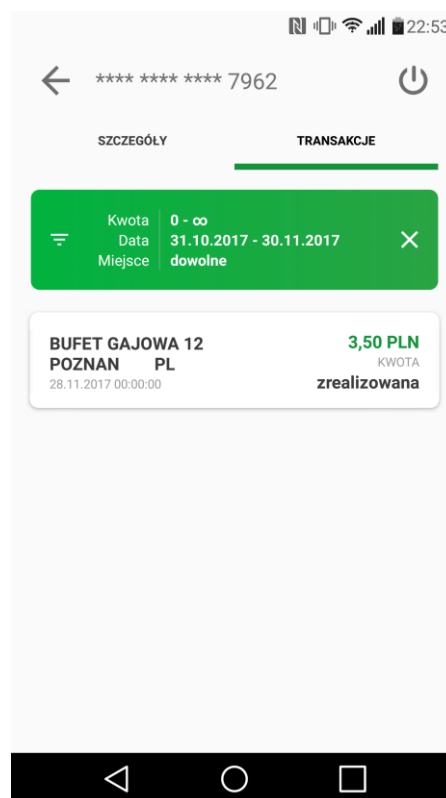 22:53
**** **** **** 7962
SZCZEGÓŁY TRANSAKCJE
Kwota 0 - ∞
Data 31.10.2017 - 30.11.2017
Miejsce dowolne
BUFET GAJOWA 12 3,50 PLN
POZNAN PL KWOTA
28.11.2017 00:00:00 zrealizowana